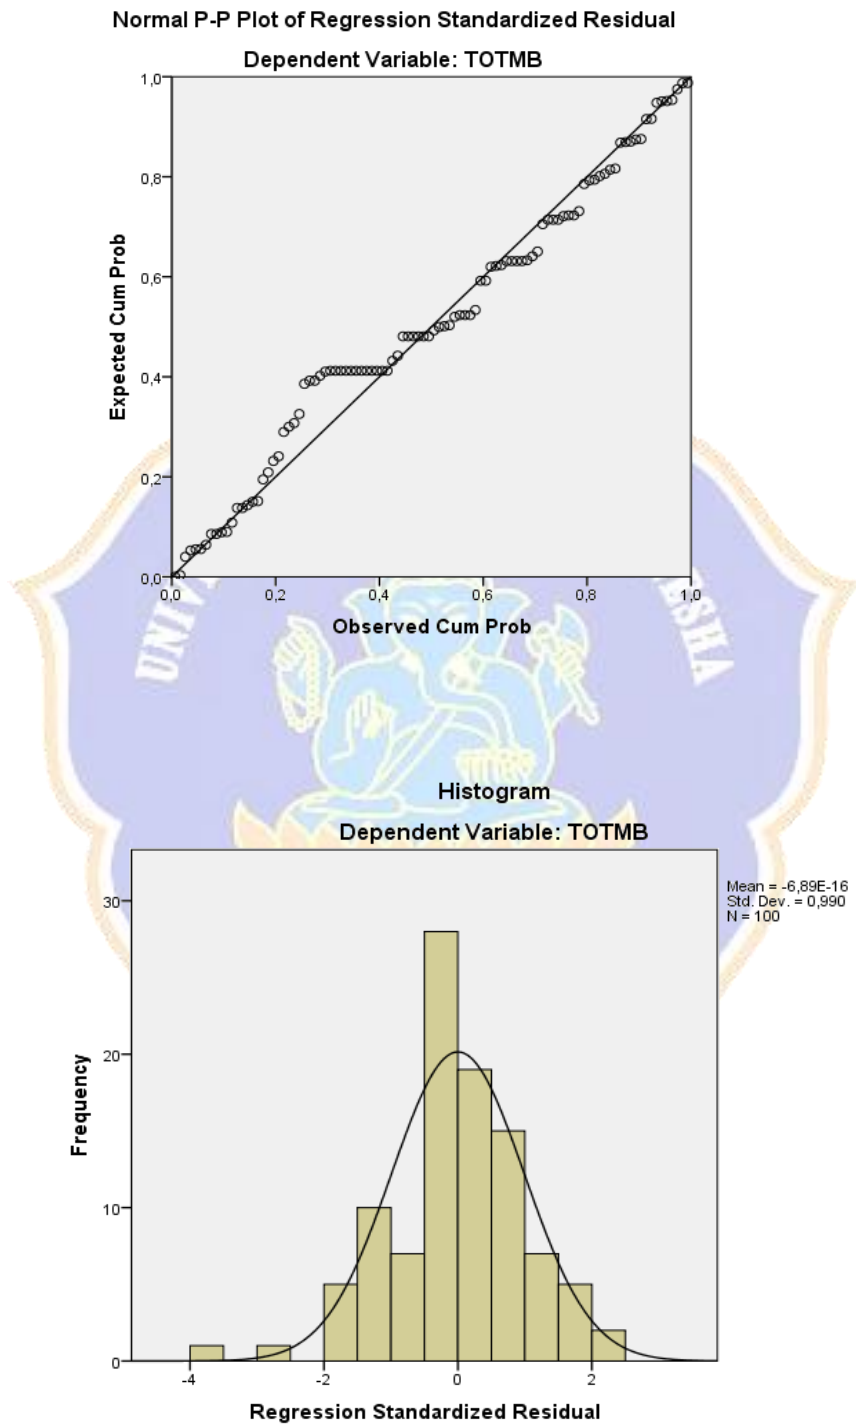 Normal P-P Plot of Regression Standardized Residual
Dependent Variable: TOTMB
1,0
0,8
0,6
0,4
0,2
0,0
Expected Cum Prob
0,0 0,2 0,4 0,6 0,8 1,0
Observed Cum Prob
UNIV
ESHA
Histogram
Dependent Variable: TOTMB
Mean = -6,89E-16
Std. Dev. = 0,990
N = 100
30
20
10
0
Frequency
-4 -2 0 2
Regression Standardized Residual